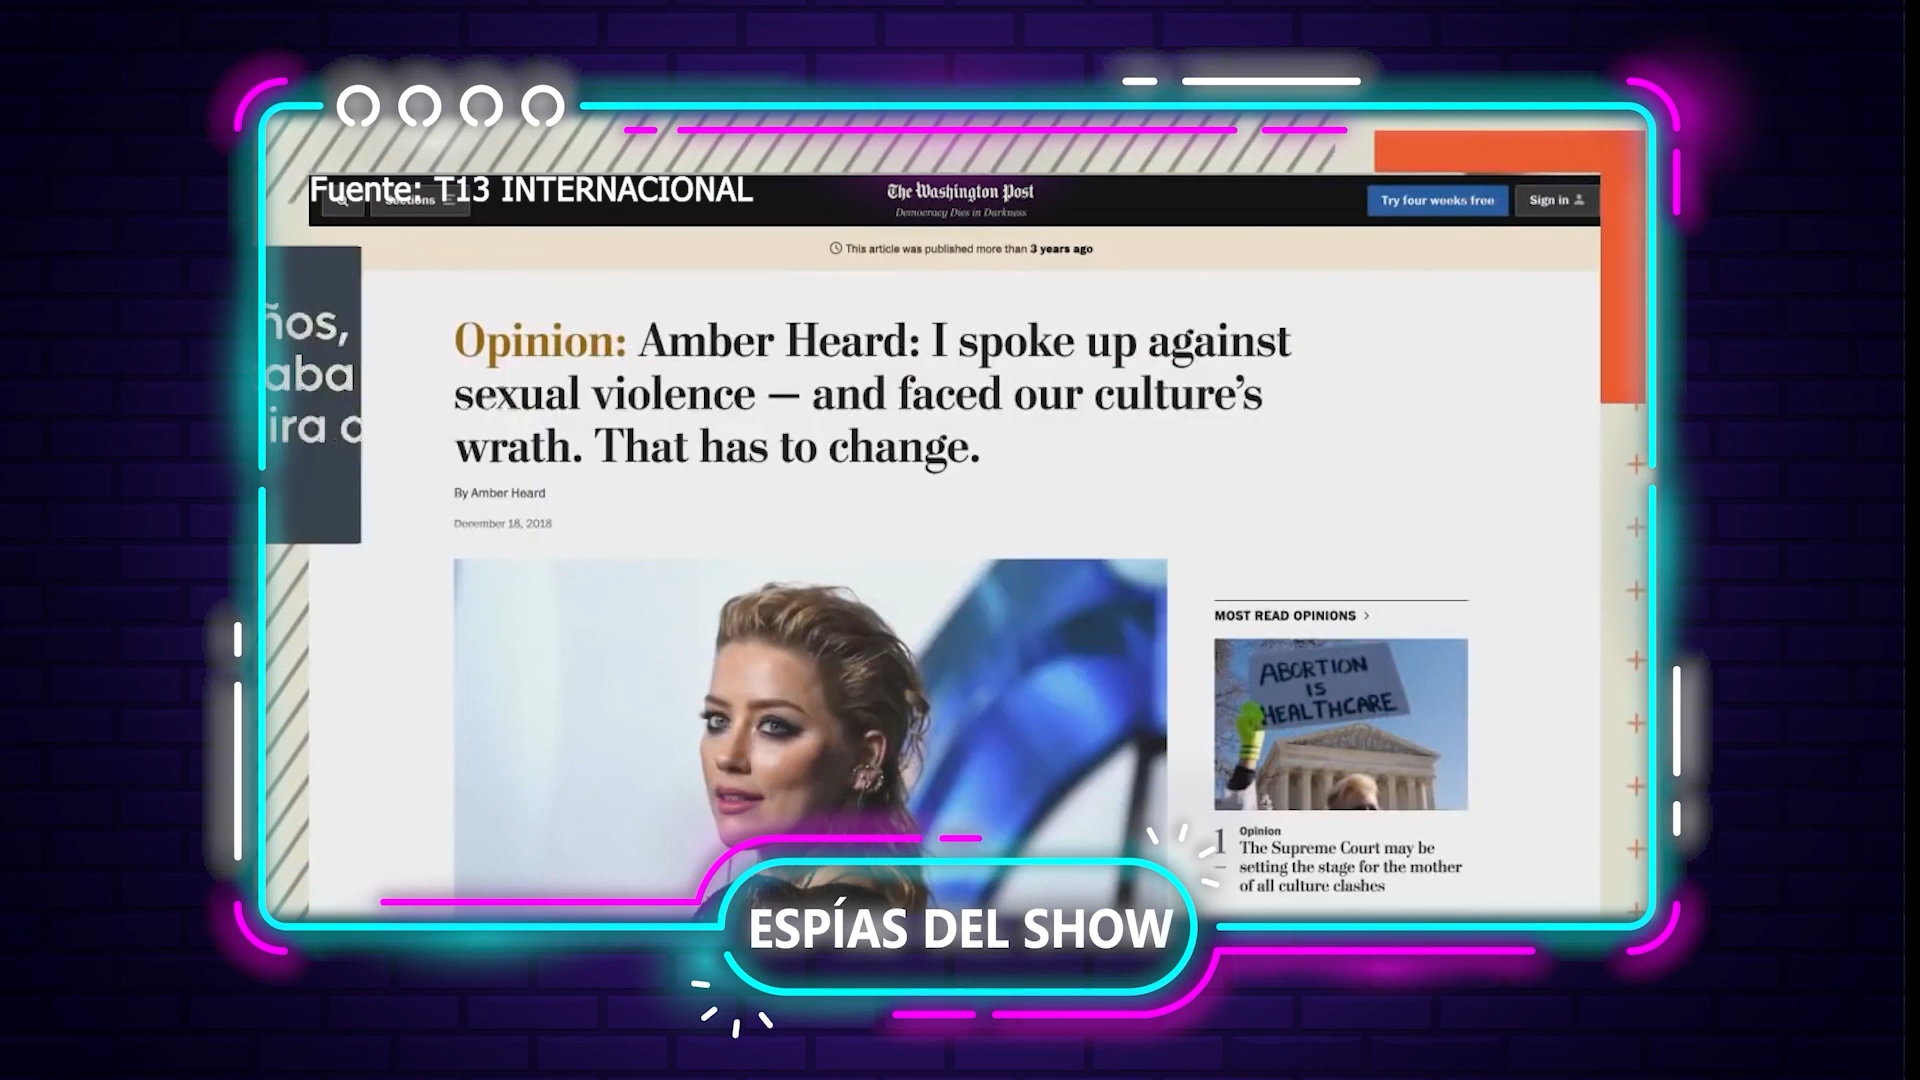 Fuente: T13 INTERNACIONAL
Sections
The Washington Post
Democracy Dies in Darkness
Try four weeks free
Sign in
This article was published more than 3 years ago
ños,
aba
ira c
Opinion: Amber Heard: I spoke up against
sexual violence — and faced our culture's
wrath. That has to change.
By Amber Heard
December 18, 2018
MOST READ OPINIONS >
ABORTION
IS
HEALTHCARE
1
Opinion
The Supreme Court may be
setting the stage for the mother
of all culture clashes
ESPÍAS DEL SHOW